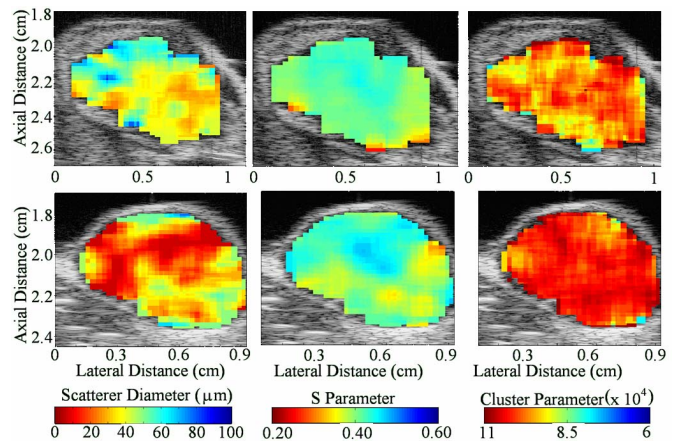 Axial Distance (cm)
2.0
2.2
2.4
2.6
0 0.5 1
0 0.5 1
0 0.5 1
Axial Distance (cm)
1.8
2.0
2.2
2.4
0 0.3 0.6 0.9
0 0.3 0.6 0.9
0 0.3 0.6 0.9
Lateral Distance (cm)
Lateral Distance (cm)
Lateral Distance (cm)
Scatterer Diameter (μm)
S Parameter
Cluster Parameter(x 10⁴)
0 20 40 60 80 100
0.20 0.40 0.60
11 8.5 6